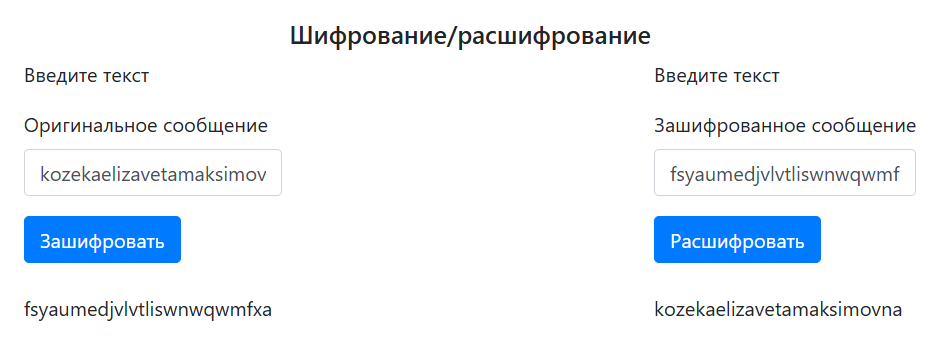 Шифрование/расшифрование
Введите текст
Оригинальное сообщение
kozekaelizavetamaksimov
Зашифровать
fsyaumedjvlvtliswnwqwmfxa
Введите текст
Зашифрованное сообщение
fsyaumedjvlvtliswnwqwmf
Расшифровать
kozekaelizavetamaksimovna